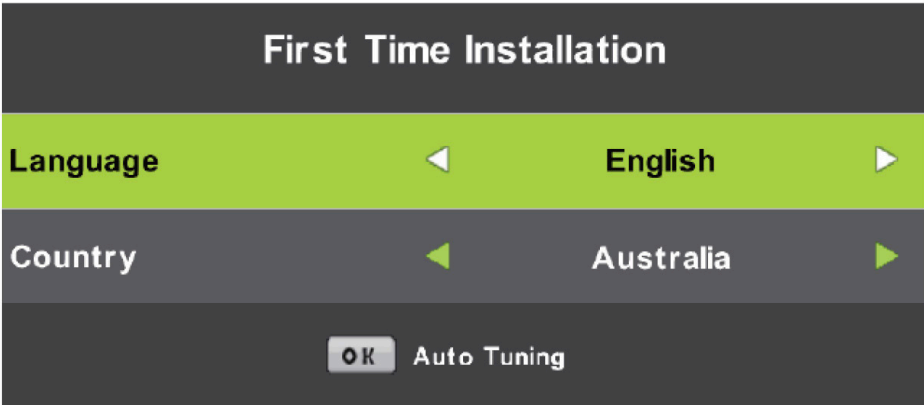 First Time Installation
Language English
Country Australia
OK Auto Tuning